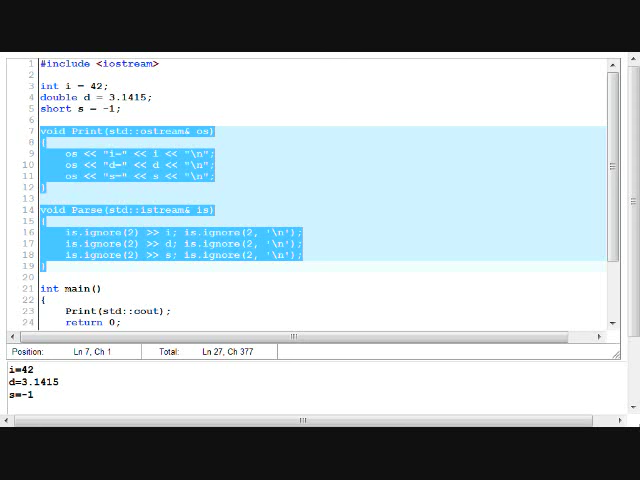 1 #include <iostream>
2
3 int i = 42;
4 double d = 3.1415;
5 short s = -1;
6
7 void Print(std::ostream& os)
8 {
9 os << "i=" << i << "\n";
10 os << "d=" << d << "\n";
11 os << "s=" << s << "\n";
12 }
13
14 void Parse(std::istream& is)
15 {
16 is.ignore(2) >> i; is.ignore(2, '\n');
17 is.ignore(2) >> d; is.ignore(2, '\n');
18 is.ignore(2) >> s; is.ignore(2, '\n');
19 }
20
21 int main()
22 {
23 Print(std::cout);
24 return 0;
Position: Ln 7, Ch 1 Total: Ln 27, Ch 377
i=42
d=3.1415
s=-1